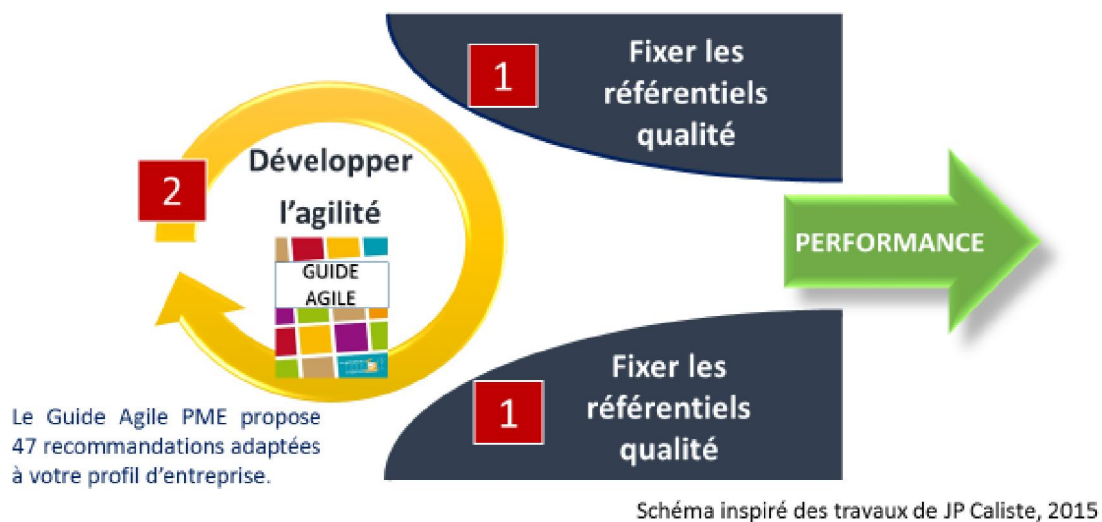 1
Fixer les
référentiels
qualité
2
Développer
l’agilité
GUIDE
AGILE
PERFORMANCE
1
Fixer les
référentiels
qualité
Le Guide Agile PME propose
47 recommandations adaptées
à votre profil d’entreprise.
Schéma inspiré des travaux de JP Caliste, 2015